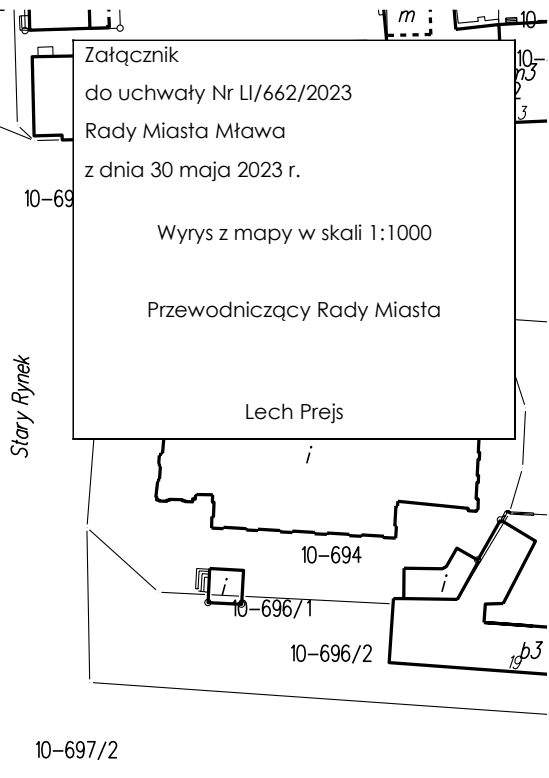 m
10
Załącznik
do uchwały Nr LI/662/2023
Rady Miasta Mława
z dnia 30 maja 2023 r.
10-69
Wyrys z mapy w skali 1:1000
Przewodniczący Rady Miasta
Stary Rynek
Lech Prejs
i
10-694
i
i
10-696/1
10-696/2
19
b3
10-697/2